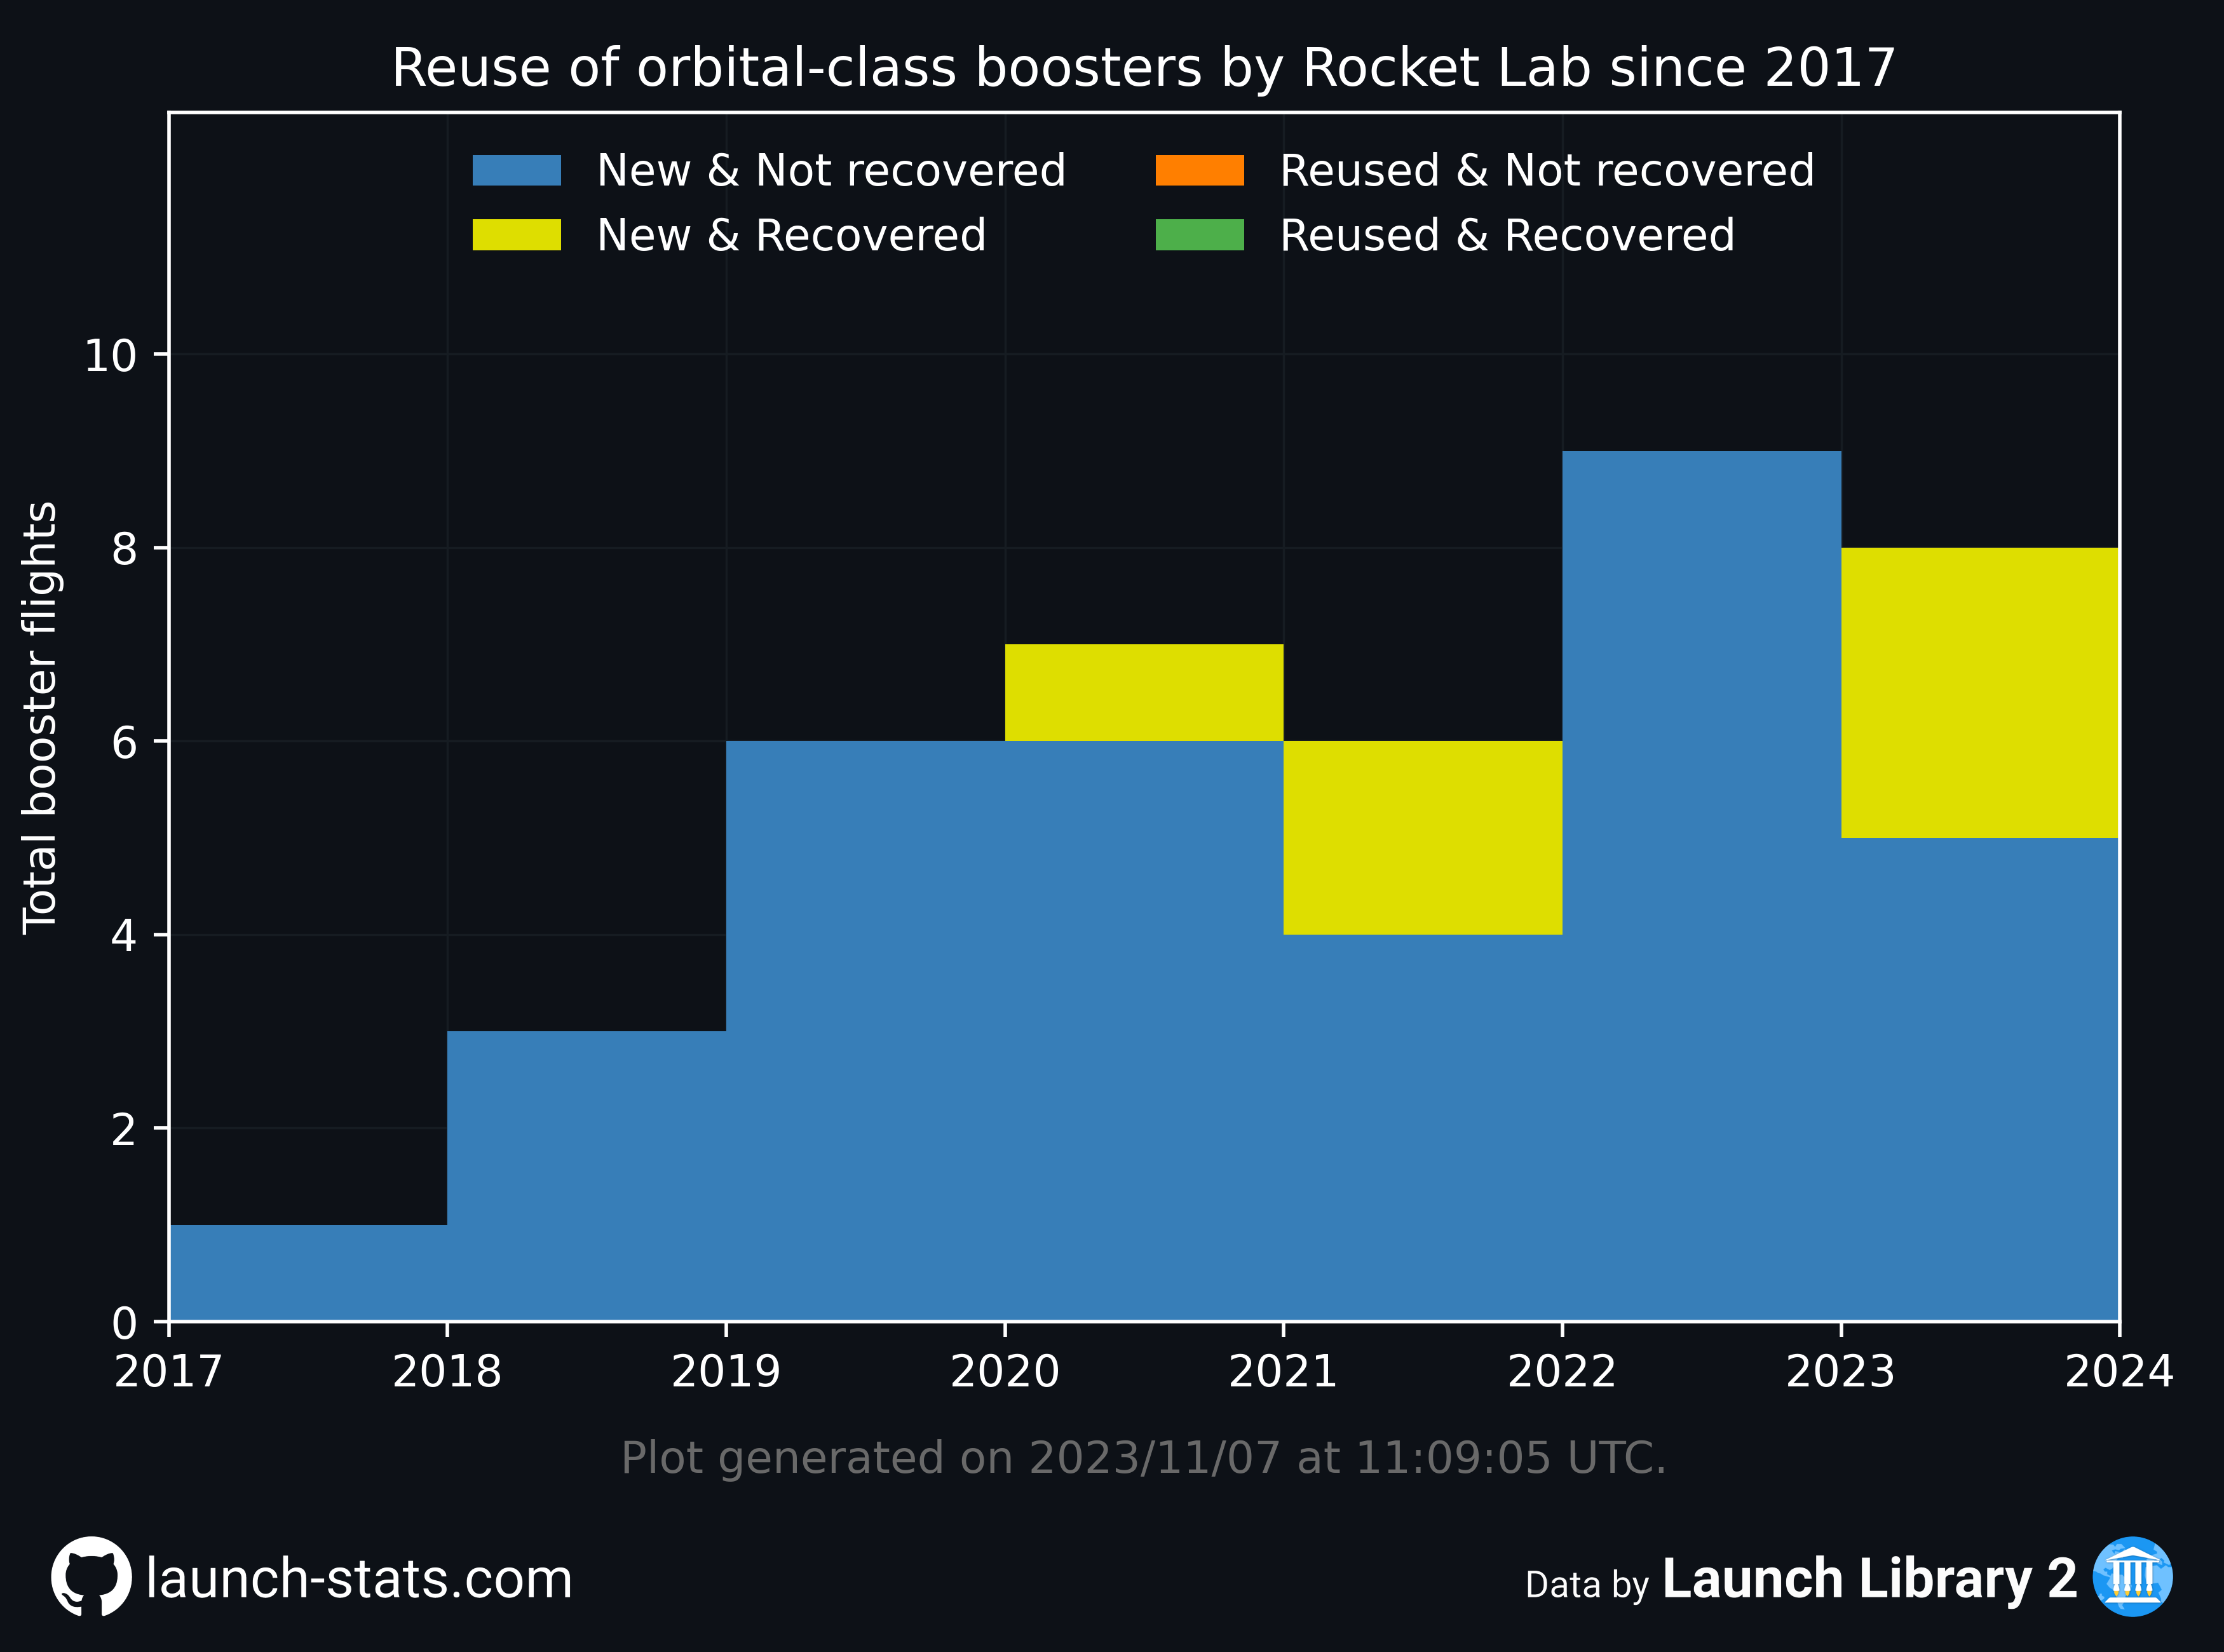 Reuse of orbital-class boosters by Rocket Lab since 2017
New & Not recovered
New & Recovered
Reused & Not recovered
Reused & Recovered
Total booster flights
10
8
6
4
2
0
2017 2018 2019 2020 2021 2022 2023 2024
Plot generated on 2023/11/07 at 11:09:05 UTC.
launch-stats.com
Data by Launch Library 2